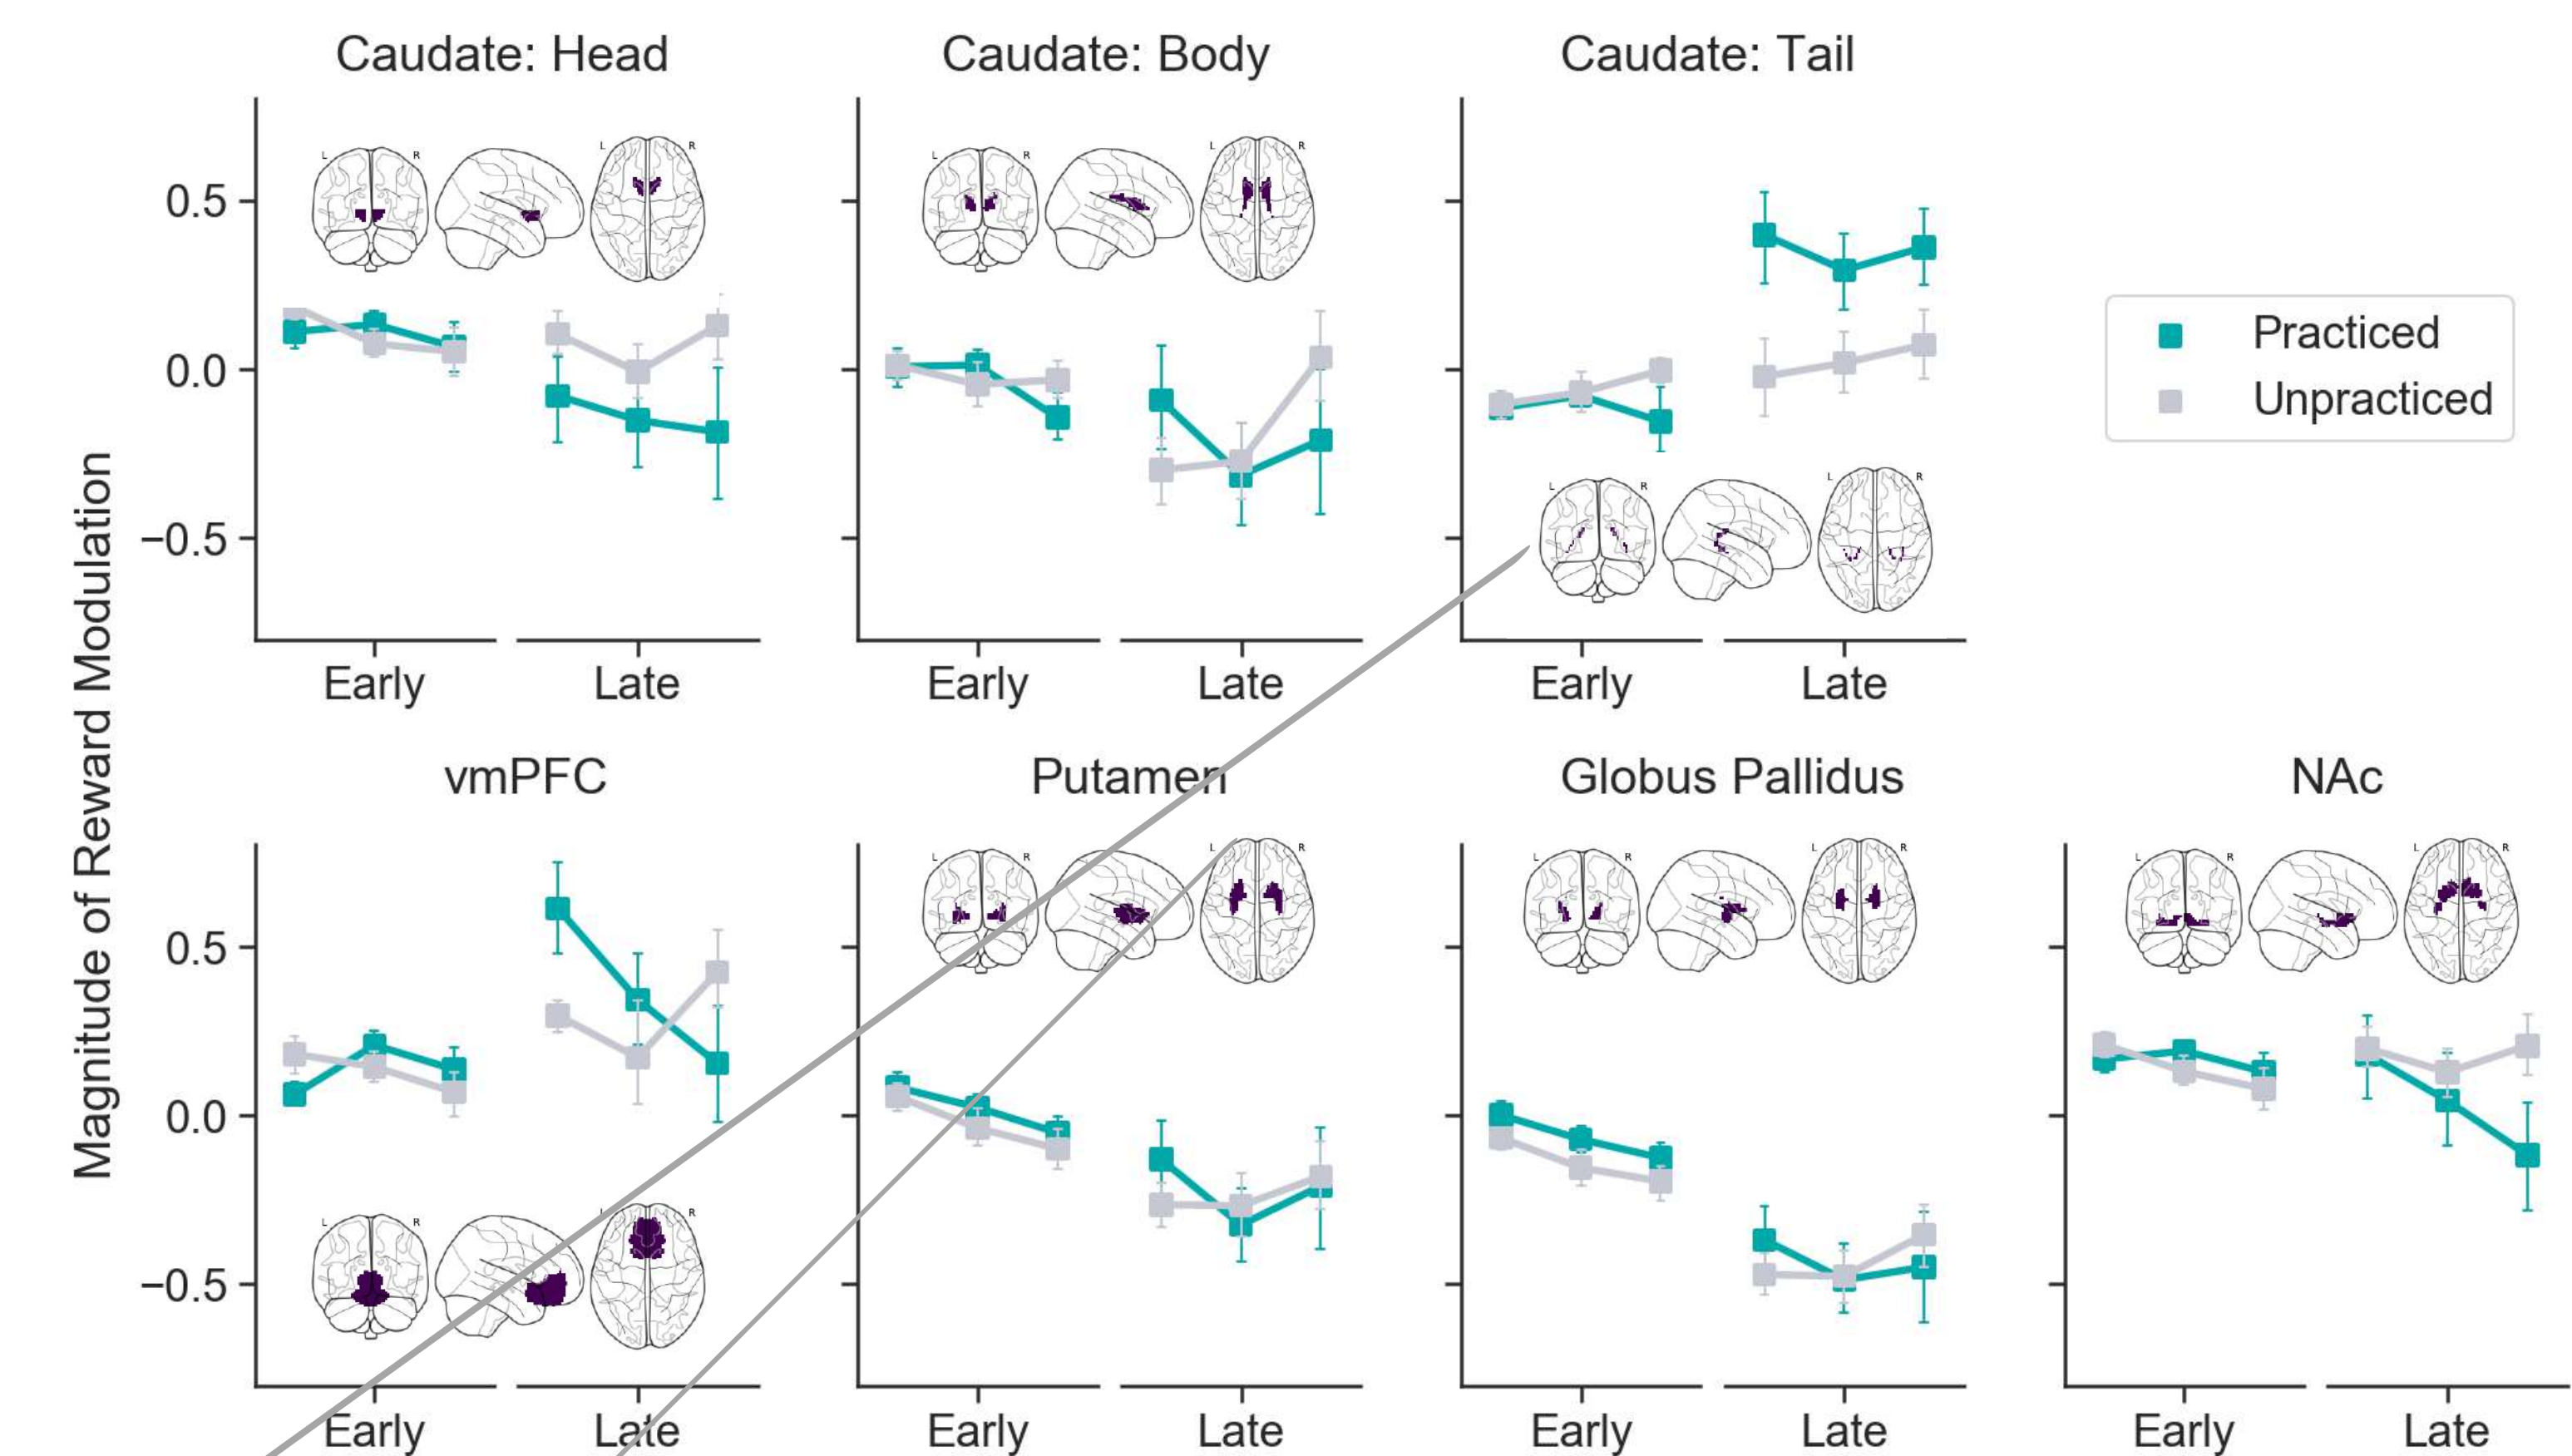 Caudate: Head
Caudate: Body
Caudate: Tail
Magnitude of Reward Modulation
0.5
0.0
−0.5
L R L R
L R L R
L R L R
Practiced
Unpracticed
Early Late
Early Late
Early Late
vmPFC
Putamen
Globus Pallidus
NAc
0.5
0.0
−0.5
L R R
L R L R
L R L R
L R L R
Early Late
Early Late
Early Late
Early Late